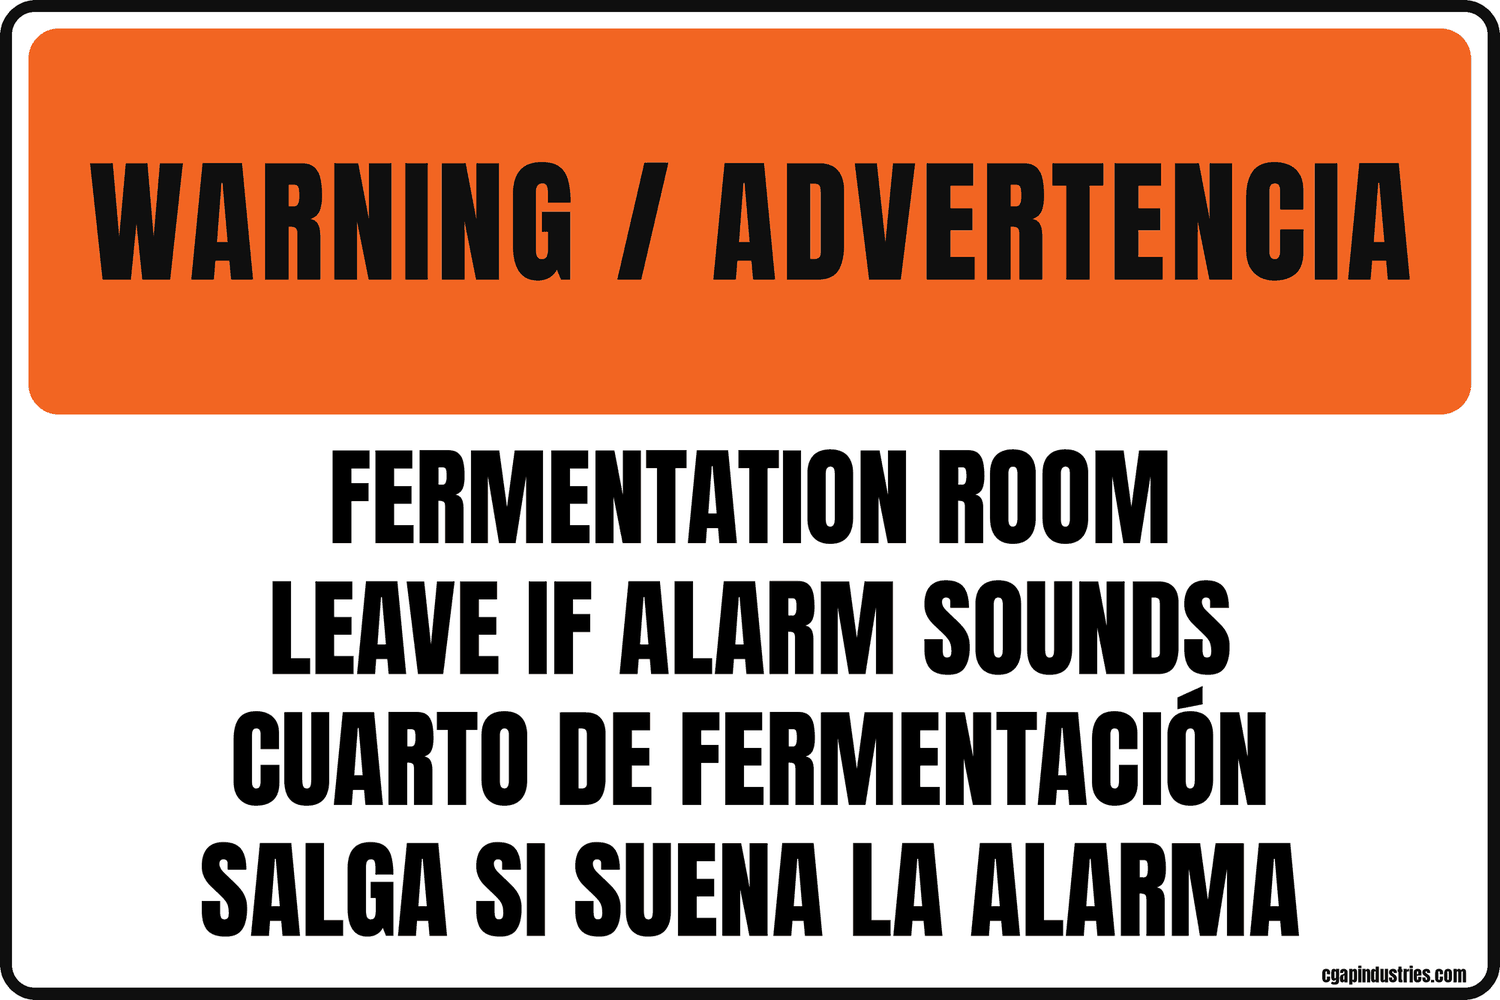 WARNING / ADVERTENCIA
FERMENTATION ROOM
LEAVE IF ALARM SOUNDS
CUARTO DE FERMENTACIÓN
SALGA SI SUENA LA ALARMA
cgapindustries.com